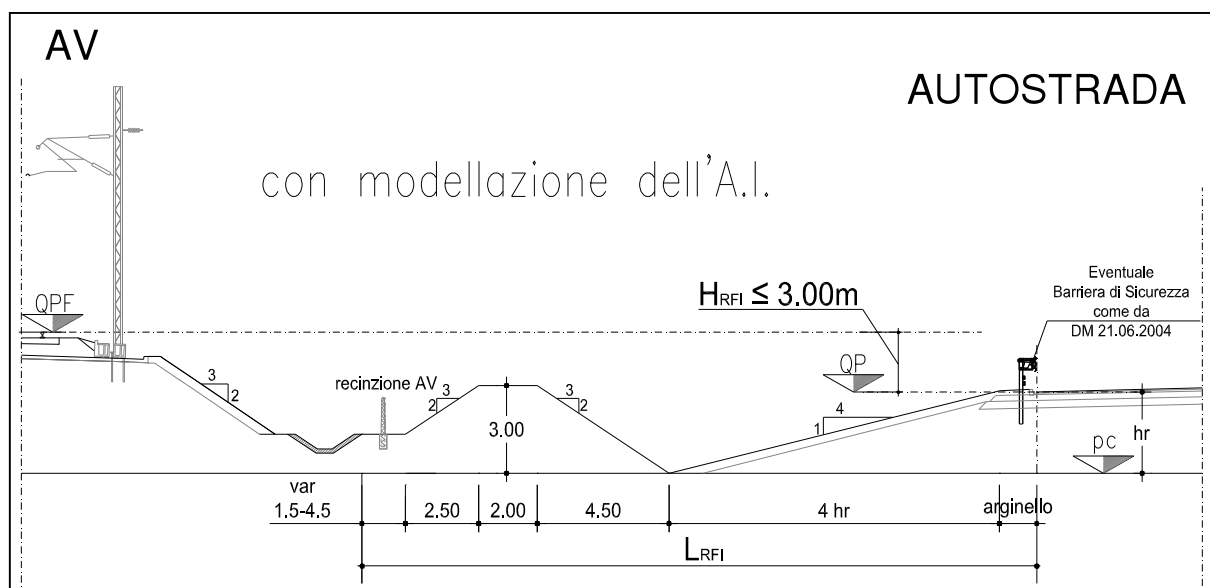 AV
AUTOSTRADA
con modellazione dell'A.I.
Eventuale
Barriera di Sicurezza
come da
DM 21.06.2004
HRFI ≤ 3.00m
QPF
QP
recinzione AV
3
2
3
2
3
2
4
1
3.00
hr
pc
var
1.5-4.5
2.50
2.00
4.50
4 hr
arginello
LRFI